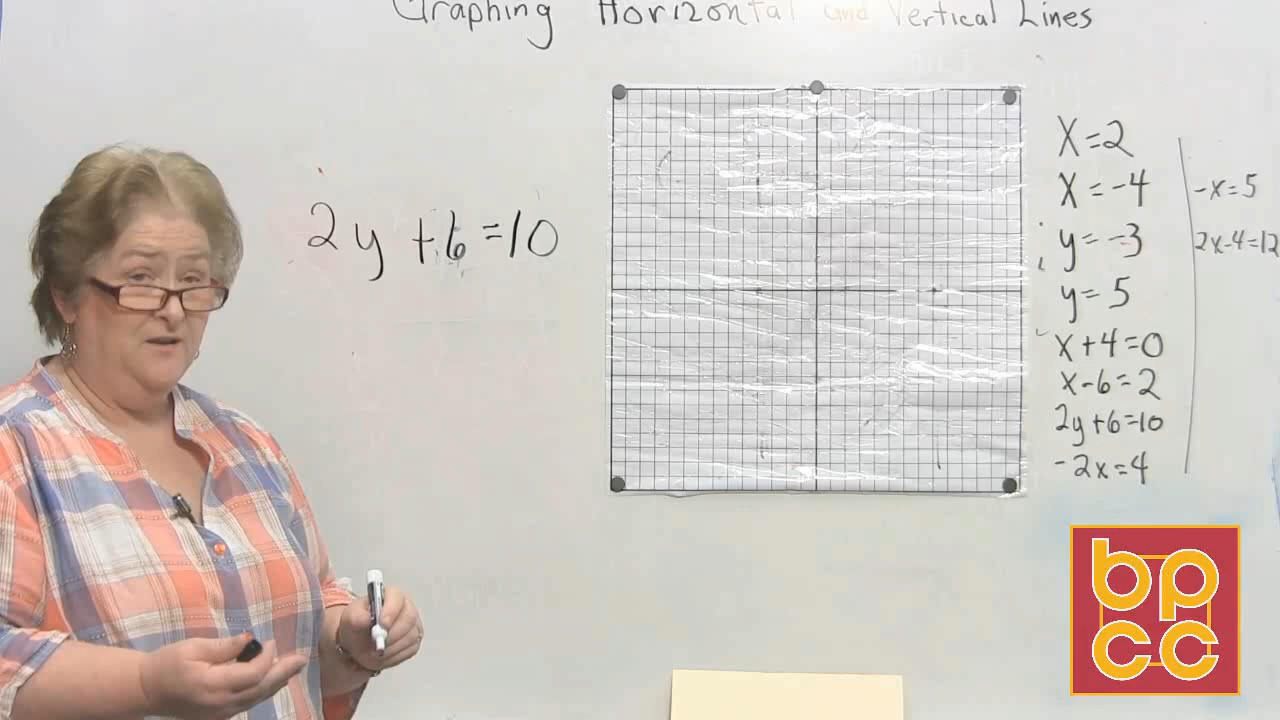 Graphing Horizontal and Vertical Lines
2y+6=10
X=2
X=-4
y=-3
y=5
x+4=0
x-6=2
2y+6=10
-2x=4
-x=5
2x-4=12
bp
cc